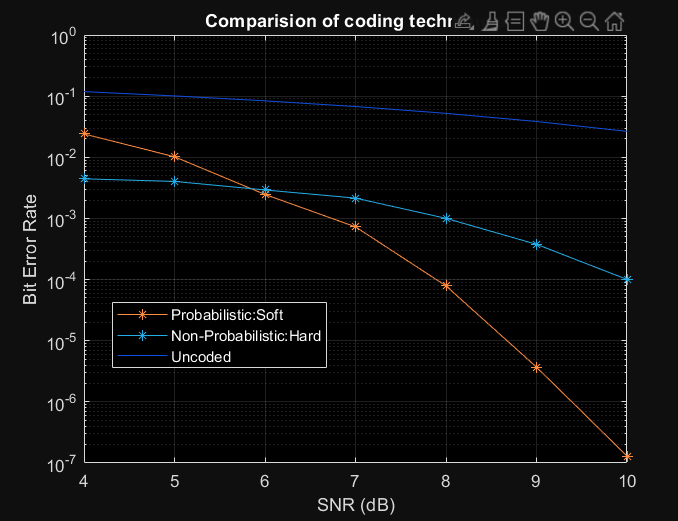 Comparision of coding
10^0
10^-1
10^-2
10^-3
10^-4
10^-5
10^-6
10^-7
Bit Error Rate
Probabilistic:Soft
Non-Probabilistic:Hard
Uncoded
4 5 6 7 8 9 10
SNR (dB)